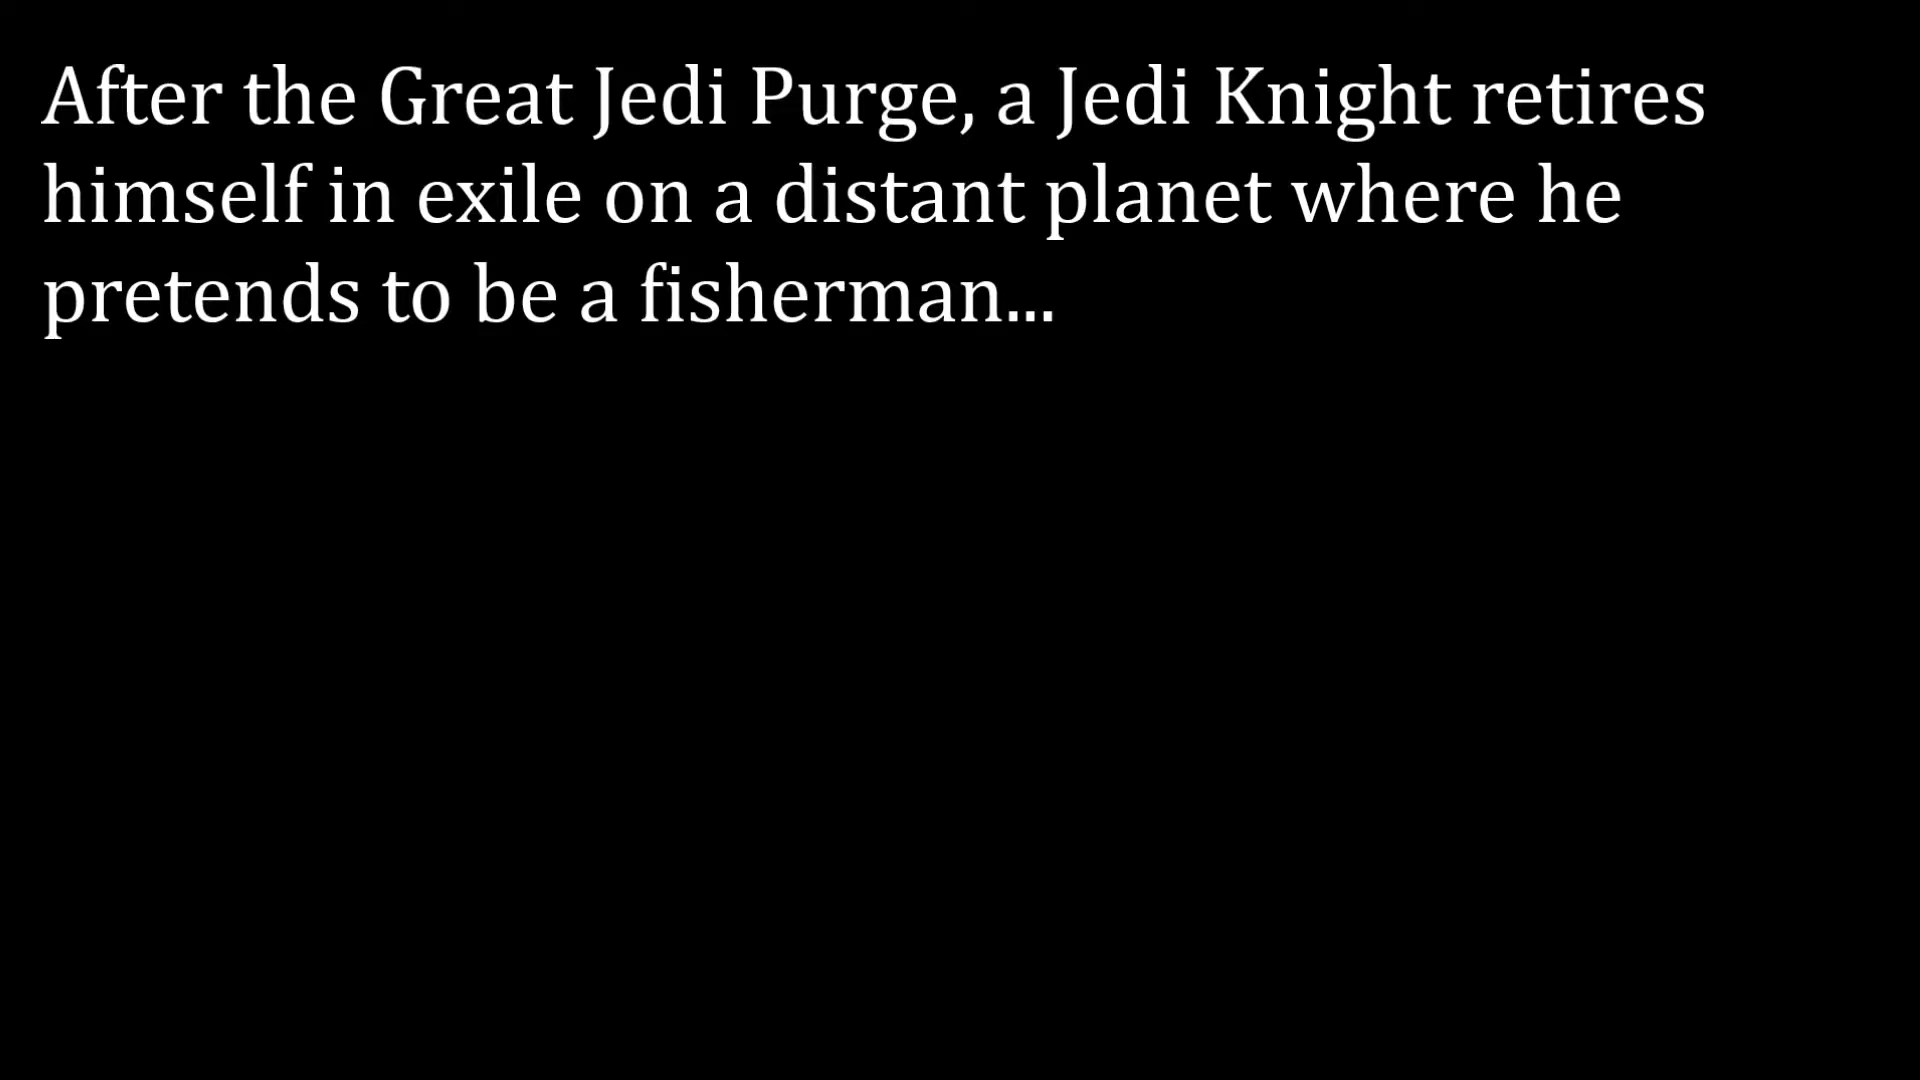 After the Great Jedi Purge, a Jedi Knight retires
himself in exile on a distant planet where he
pretends to be a fisherman...